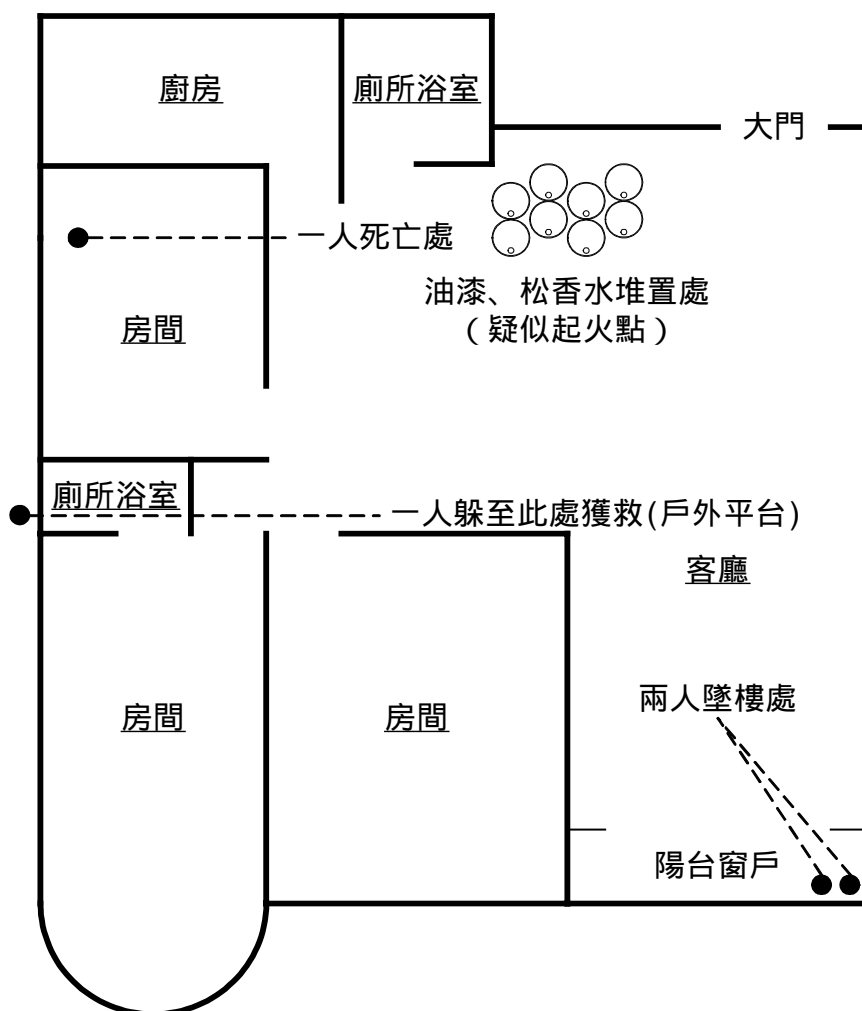 廚房
廁所浴室
大門
一人死亡處
油漆、松香水堆置處
(疑似起火點)
房間
廁所浴室
一人躲至此處獲救(戶外平台)
客廳
兩人墜樓處
房間
房間
陽台窗戶